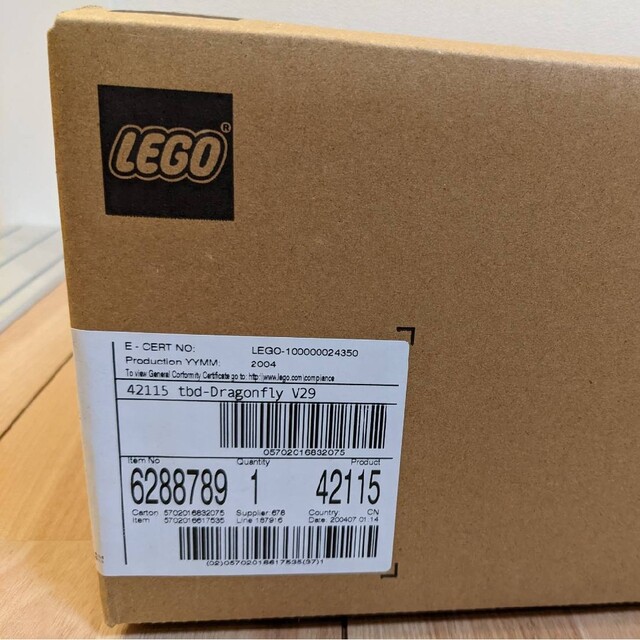 LEGO®
E - CERT NO: LEGO-100000024350
Production YYMM: 2004
To view General Conformity Certificate go to: http://www.lego.com/compliance
42115 tbd-Dragonfly V29
05702016832075
Item No Quantity Product
6288789 1 42115
Carton 5702016832075 Supplier: 678 Country: CN
Item 5702016617535 Line 187916 Date: 200407 01:14
(02)05702016617535(37)1